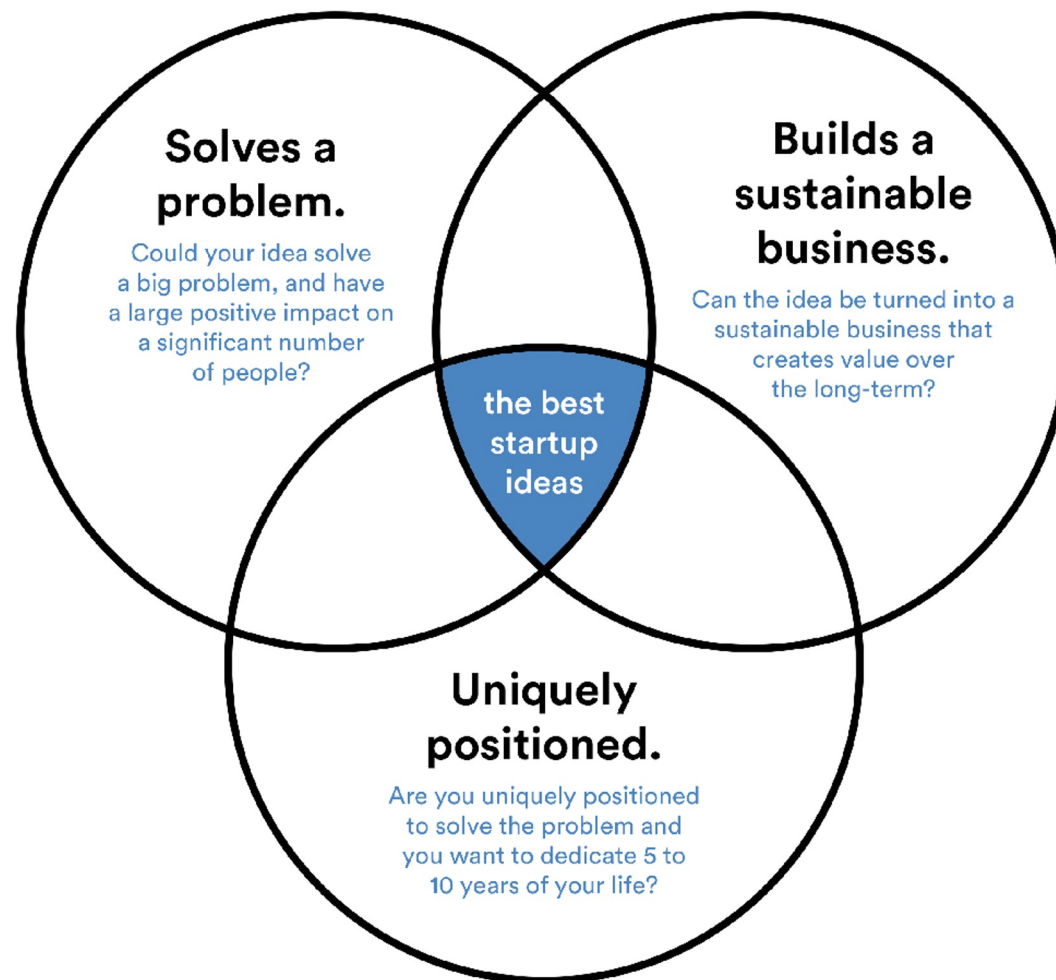 Solves a
problem.
Could your idea solve
a big problem, and have
a large positive impact on
a significant number
of people?
Builds a
sustainable
business.
Can the idea be turned into a
sustainable business that
creates value over
the long-term?
the best
startup
ideas
Uniquely
positioned.
Are you uniquely positioned
to solve the problem and
you want to dedicate 5 to
10 years of your life?